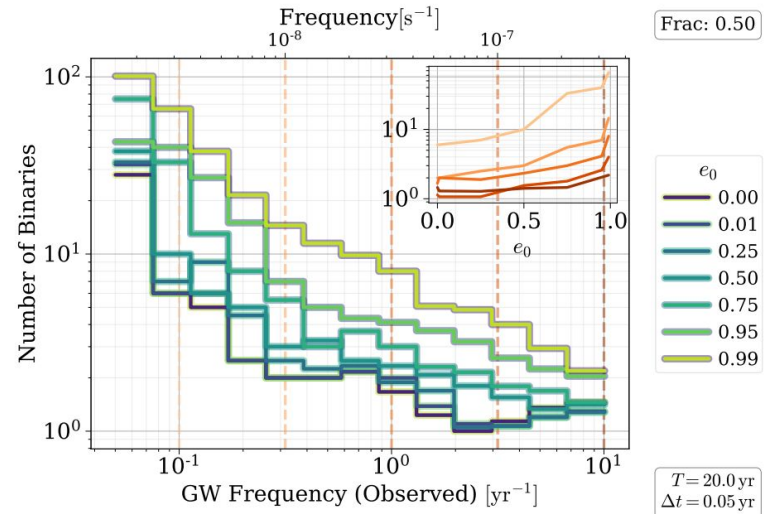 Frequency[s⁻¹]
10⁻⁸ 10⁻⁷
Frac: 0.50
10²
10¹
10⁰
Number of Binaries
10¹
10⁰
0.0 0.5 1.0
e₀
e₀
0.00
0.01
0.25
0.50
0.75
0.95
0.99
10⁻¹ 10⁰ 10¹
GW Frequency (Observed) [yr⁻¹]
T = 20.0 yr
Δt = 0.05 yr